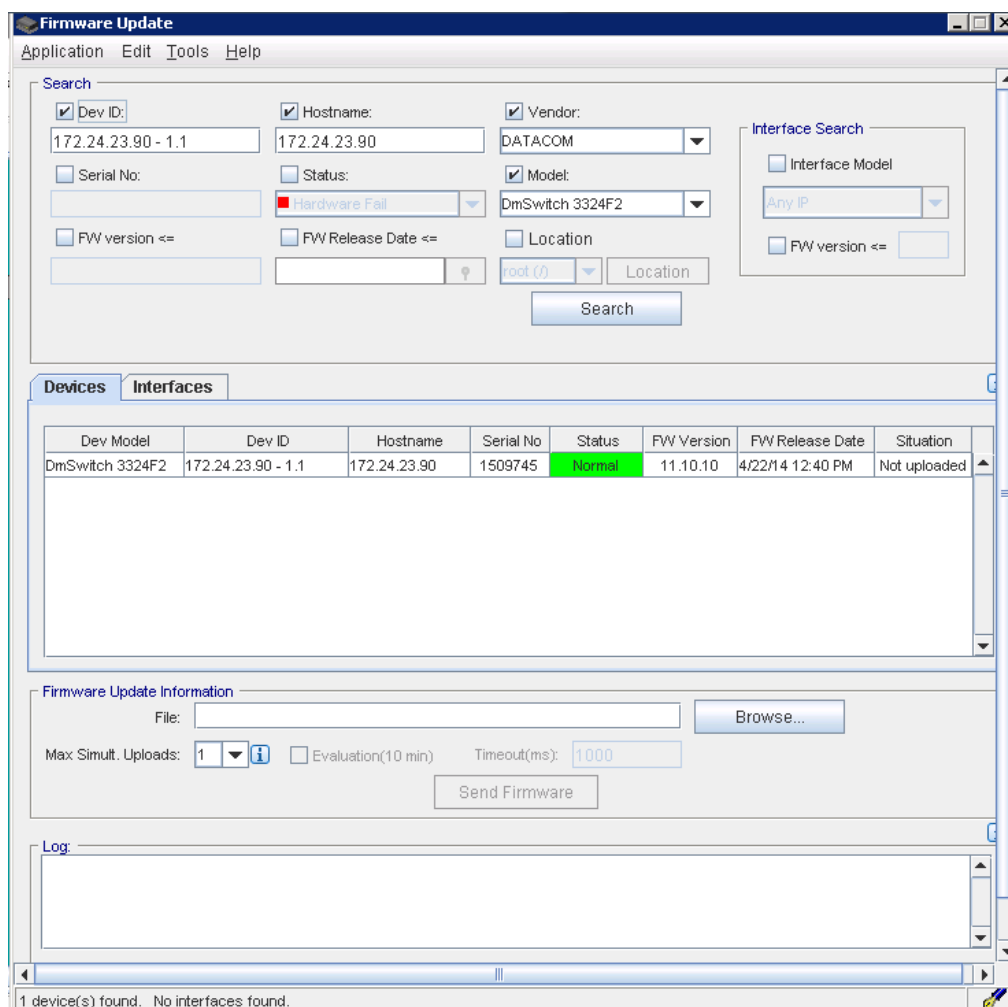 Firmware Update
Application Edit Tools Help
Search
Dev ID: Hostname: Vendor:
172.24.23.90 - 1.1 172.24.23.90 DATACOM
Interface Search
Serial No: Status: Model: Interface Model
Hardware Fail DmSwitch 3324F2 Any IP
FW version <= FW Release Date <= Location FW version <=
root (/) Location
Search
Devices Interfaces
Dev Model Dev ID Hostname Serial No Status FW Version FW Release Date Situation
DmSwitch 3324F2 172.24.23.90 - 1.1 172.24.23.90 1509745 Normal 11.10.10 4/22/14 12:40 PM Not uploaded
Firmware Update Information
File: Browse...
Max Simult. Uploads: 1 Evaluation(10 min) Timeout(ms): 1000
Send Firmware
Log:
1 device(s) found. No interfaces found.